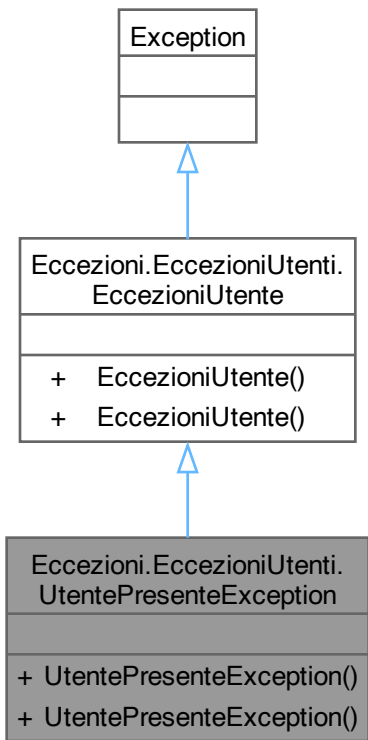 Exception
Eccezioni.EccezioniUtenti.
EccezioniUtente
+ EccezioniUtente()
+ EccezioniUtente()
Eccezioni.EccezioniUtenti.
UtentePresenteException
+ UtentePresenteException()
+ UtentePresenteException()